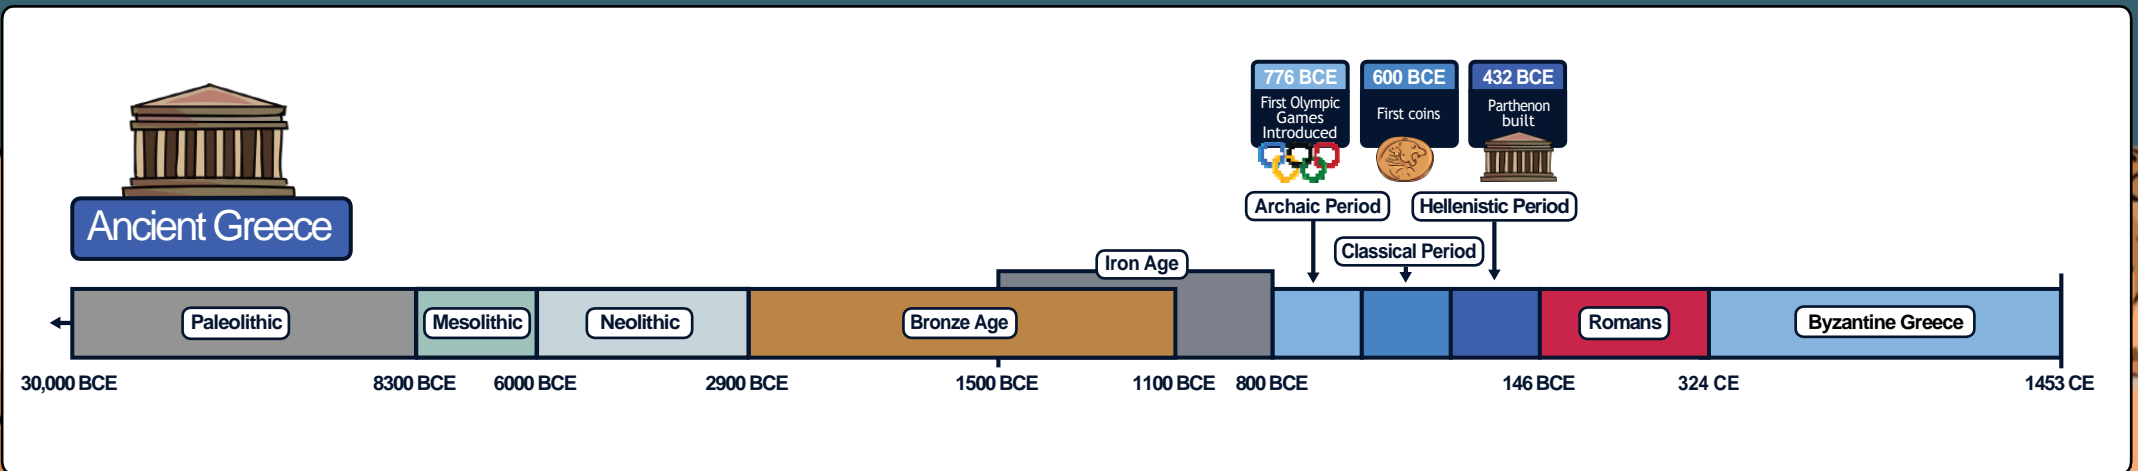 776 BCE
First Olympic
Games
Introduced
600 BCE
First coins
432 BCE
Parthenon
built
Ancient Greece
Archaic Period
Hellenistic Period
Classical Period
Iron Age
Paleolithic
Mesolithic
Neolithic
Bronze Age
Romans
Byzantine Greece
30,000 BCE
8300 BCE
6000 BCE
2900 BCE
1500 BCE
1100 BCE
800 BCE
146 BCE
324 CE
1453 CE